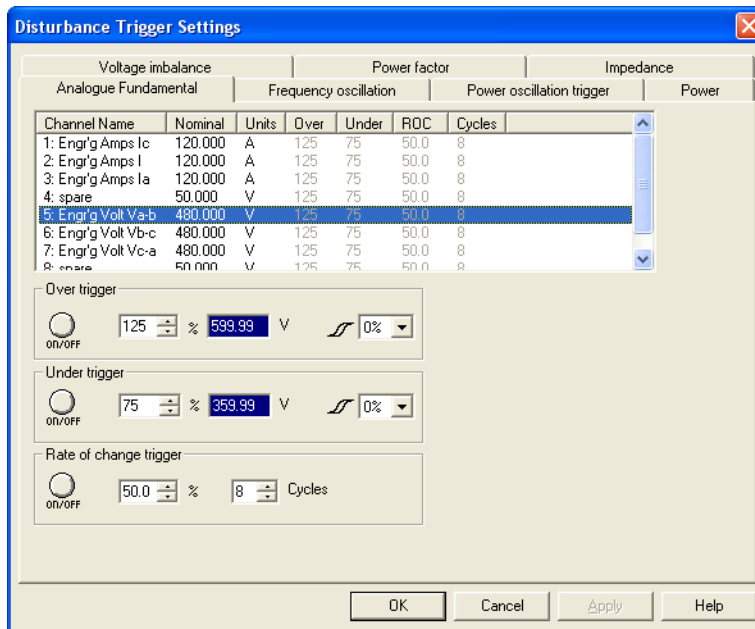 Disturbance Trigger Settings
Voltage imbalance Power factor Impedance
Analogue Fundamental Frequency oscillation Power oscillation trigger Power
Channel Name Nominal Units Over Under ROC Cycles
1: Engr'g Amps Ic 120.000 A 125 75 50.0 8
2: Engr'g Amps I 120.000 A 125 75 50.0 8
3: Engr'g Amps Ia 120.000 A 125 75 50.0 8
4: spare 50.000 V 125 75 50.0 8
5: Engr'g Volt Va-b 480.000 V 125 75 50.0 8
6: Engr'g Volt Vb-c 480.000 V 125 75 50.0 8
7: Engr'g Volt Vc-a 480.000 V 125 75 50.0 8
8: spare 50.000 V 125 75 50.0 8
Over trigger
ON/OFF 125 % 599.99 V 0%
Under trigger
ON/OFF 75 % 359.99 V 0%
Rate of change trigger
ON/OFF 50.0 % 8 Cycles
OK Cancel Apply Help